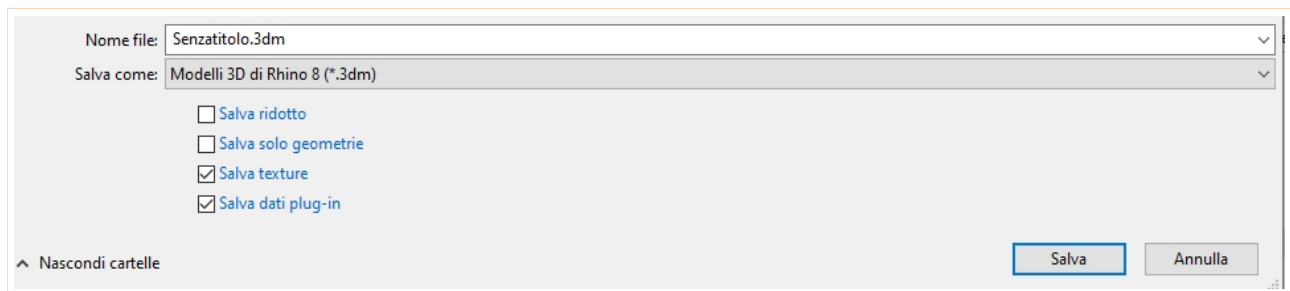 Nome file: Senzatitolo.3dm
Salva come: Modelli 3D di Rhino 8 (*.3dm)
Salva ridotto
Salva solo geometrie
Salva texture
Salva dati plug-in
Nascondi cartelle Salva Annulla